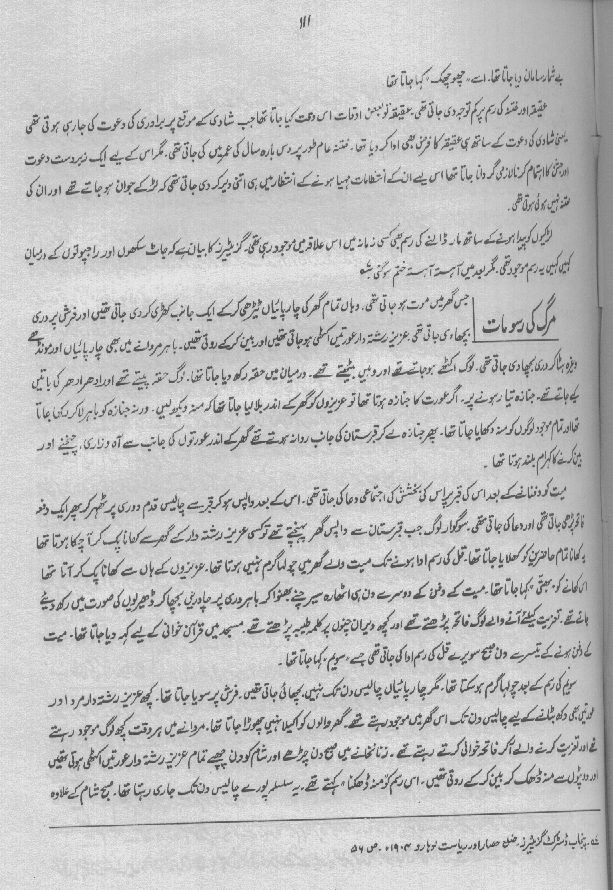 ۱۱۱
بے شمار سامان دیا جاتا تھا۔ اسے "چھوچھک" کہا جاتا تھا
عقیقہ اور ختنہ کی رسم پر کم توجہ دی جاتی تھی۔ عقیقہ تو بعض اوقات اس وقت کیا جاتا تھا جب شادی کے موقع پر برادری کی دعوت کی جا رہی ہوتی تھی
یعنی شادی کی دعوت کے ساتھ ہی عقیقہ کا فرض بھی ادا کر دیا تھا۔ ختنہ عام طور پر دس بارہ سال کی عمر میں کی جاتی تھی۔ مگر اس کے لیے ایک زبردست دعوت
اور جشن کا اہتمام کرنا لازمی گردانا جاتا تھا اس لیے ان کے انتظامات مہیا ہونے کے انتظار میں ہی اتنی دیر کر دی جاتی تھی کہ لڑکے جوان ہو جاتے تھے اور ان کی
ختنہ نہیں ہوئی ہوتی تھی۔
لڑکیوں کو پیدا ہونے کے ساتھ مار ڈالنے کی رسم بھی کسی زمانہ میں اس علاقہ میں موجود رہی تھی۔ گزیٹیئرز کا بیان ہے کہ جاٹ سکھوں اور راجپوتوں کے درمیان
کہیں کہیں یہ رسم موجود تھی۔ مگر بعد میں آہستہ آہستہ ختم ہو گئی
مرگ کی رسومات
جس گھر میں موت ہو جاتی تھی۔ وہاں تمام گھر کی چارپائیاں ٹیڑھی کر کے ایک جانب کھڑی کر دی جاتی تھیں اور فرش پر دری
بچھا دی جاتی تھی عزیز رشتہ دار عورتیں اکٹھی ہو جاتی تھیں اور بین کر کے روتی تھیں۔ باہر مردانے میں بھی چارپائیاں اور مونڈھے
وغیرہ ہٹا کر دری بچھا دی جاتی تھی۔ لوگ اکٹھے ہو جاتے تھے اور وہیں بیٹھتے تھے۔ درمیان میں حقہ رکھ دیا جاتا تھا۔ لوگ حقہ پیتے تھے اور ادھر ادھر کی باتیں
کیے جاتے تھے۔ جنازہ تیار ہونے پر۔ اگر عورت کا جنازہ ہوتا تھا تو عزیزوں کو گھر کے اندر بلا لیا جاتا تھا کہ منہ دیکھ لیں۔ ورنہ جنازہ کو باہر لا کر رکھا جاتا
تھا اور تمام موجود لوگوں کو منہ دکھایا جاتا تھا۔ پھر جنازہ لے کر قبرستان کی جانب روانہ ہوتے تھے گھر کے اندر عورتوں کی جانب سے آہ و زاری، چیخنے اور
بین کرنے کا کہرام بلند ہوتا تھا۔
میت کو دفنانے کے بعد اس کی قبر پر اس کی بخشش کی اجتماعی دعا کی جاتی تھی۔ اس کے بعد واپس ہو کر قبر سے چالیس قدم دوری پر ٹھہر کر پھر ایک دفعہ
فاتحہ پڑھی جاتی تھی اور دعا کی جاتی تھی۔ سوگوار لوگ جب قبرستان سے واپس گھر پہنچتے تھے تو کسی عزیز رشتہ دار کے گھر سے کھانا پک کر آ چکا ہوتا تھا
یہ کھانا تمام حاضرین کو کھلایا جاتا تھا۔ قل کی رسم ادا ہونے تک میت والے گھر میں چولہا گرم نہیں ہوتا تھا۔ عزیزوں کے ہاں سے کھانا پک کر آتا تھا
اس کھانے کو کہا جاتا تھا۔ میت کے دفن کے دوسرے دن ہی اٹھارہ سیر چنے بھنوا کر باہر دری پر چادریں بچھا کر ڈھیریوں کی صورت میں رکھ دیئے
جاتے تھے۔ تعزیت کیلئے آنے والے لوگ فاتحہ پڑھتے تھے اور کچھ دیر ان چنوں پر کلمہ طیبہ پڑھتے تھے۔ مسجد میں قرآن خوانی کے لیے کہہ دیا جاتا تھا۔ میت
کے دفن ہونے کے تیسرے دن صبح سویرے قل کی رسم ادا کی جاتی تھی جسے "سوئم" کہا جاتا تھا۔
سوئم کی رسم کے بعد چولہا گرم ہو سکتا تھا۔ مگر چارپائیاں چالیس دن تک نہیں بچھائی جاتی تھیں۔ فرش پر سویا جاتا تھا۔ کچھ عزیز رشتہ دار مرد اور
عورتیں بھی دکھ بٹانے کے لیے چالیس دن تک اس گھر میں موجود رہتے تھے۔ گھر والوں کو اکیلا نہیں چھوڑا جاتا تھا۔ مردانے میں ہر وقت کچھ لوگ موجود رہتے
تھے اور تعزیت کرنے والے آ کر فاتحہ خوانی کرتے رہتے تھے۔ زنانخانے میں صبح دن چڑھے اور شام کو دن چھپے تمام عزیز رشتہ دار عورتیں اکٹھی ہوتی تھیں
اور دوپٹوں سے منہ ڈھک کر بین کر کے روتی تھیں۔ اس رسم کو "منہ ڈھکنا" کہتے تھے۔ یہ سلسلہ پورے چالیس دن تک جاری رہتا تھا۔ صبح شام کے علاوہ
پنجاب ڈسٹرکٹ گزیٹیئرز۔ ضلع حصار اور ریاست لوہارو۔ ۱۹۰۴ء۔ ص ۵۶